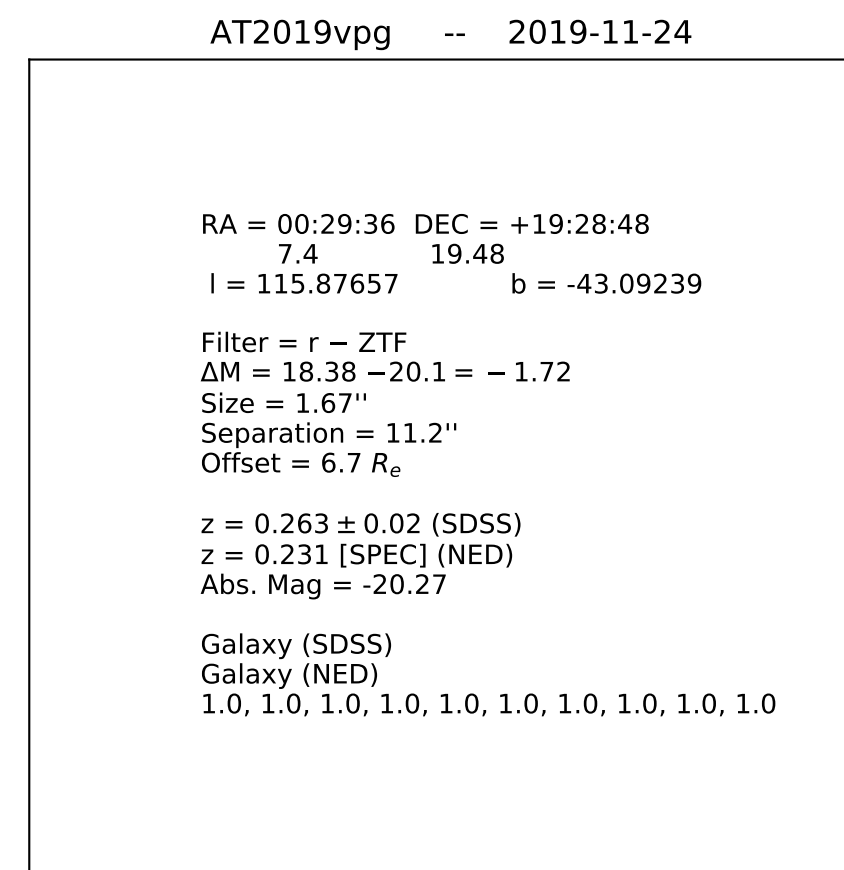 AT2019vpg -- 2019-11-24
RA = 00:29:36 DEC = +19:28:48
7.4 19.48
l = 115.87657 b = -43.09239
Filter = r − ZTF
ΔM = 18.38 −20.1 = − 1.72
Size = 1.67''
Separation = 11.2''
Offset = 6.7 Rₑ
z = 0.263 ± 0.02 (SDSS)
z = 0.231 [SPEC] (NED)
Abs. Mag = -20.27
Galaxy (SDSS)
Galaxy (NED)
1.0, 1.0, 1.0, 1.0, 1.0, 1.0, 1.0, 1.0, 1.0, 1.0